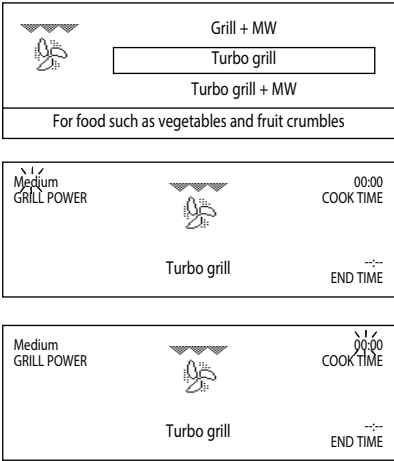 Grill + MW
Turbo grill
Turbo grill + MW
For food such as vegetables and fruit crumbles
Medium
GRILL POWER
00:00
COOK TIME
Turbo grill
--:--
END TIME
Medium
GRILL POWER
00:00
COOK TIME
Turbo grill
--:--
END TIME